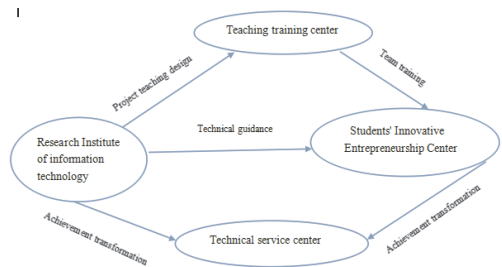 Teaching training center
Project teaching design
Team training
Technical guidance
Research Institute
of information
technology
Students' Innovative
Entrepreneurship Center
Achievement transformation
Technical service center
Achievement transformation